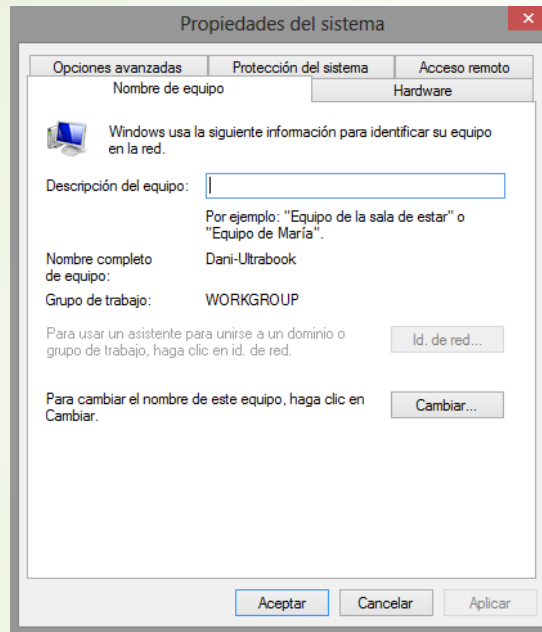 Propiedades del sistema
Opciones avanzadas Protección del sistema Acceso remoto
Nombre de equipo Hardware
Windows usa la siguiente información para identificar su equipo
en la red.
Descripción del equipo:
Por ejemplo: "Equipo de la sala de estar" o
"Equipo de María".
Nombre completo
de equipo:
Dani-Ultrabook
Grupo de trabajo: WORKGROUP
Para usar un asistente para unirse a un dominio o
grupo de trabajo, haga clic en id. de red.
Id. de red...
Para cambiar el nombre de este equipo, haga clic en
Cambiar.
Cambiar...
Aceptar Cancelar Aplicar